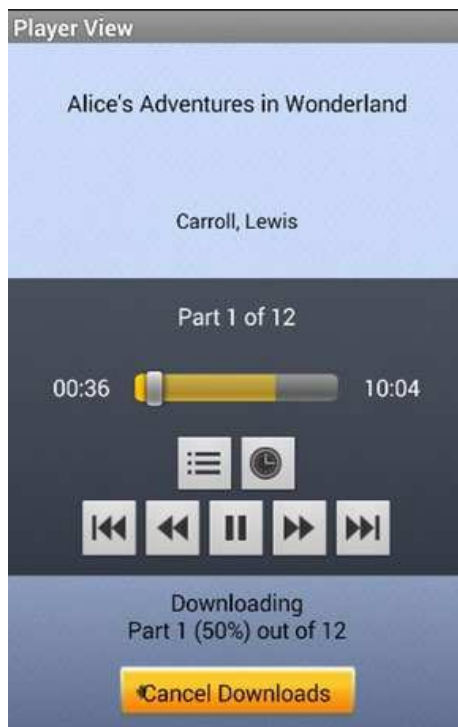 Player View
Alice's Adventures in Wonderland
Carroll, Lewis
Part 1 of 12
00:36 10:04
Downloading
Part 1 (50%) out of 12
Cancel Downloads